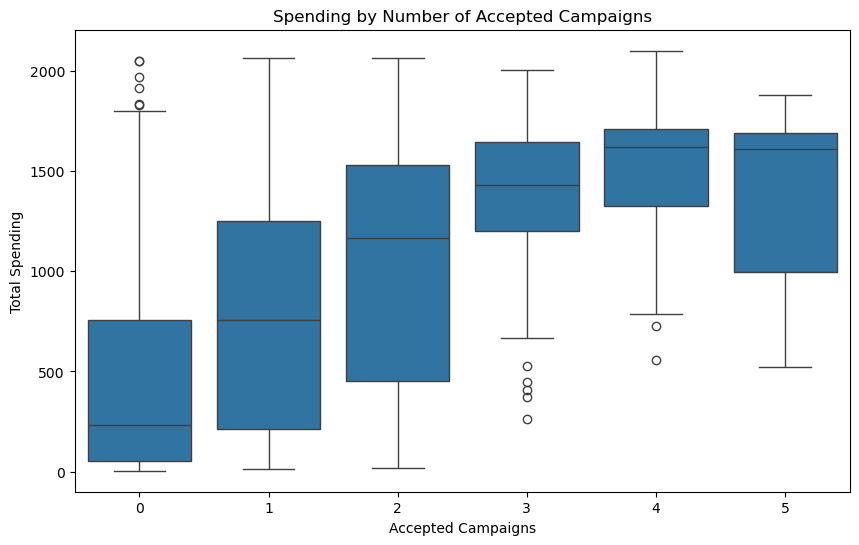 Spending by Number of Accepted Campaigns
Total Spending
2000
1500
1000
500
0
0 1 2 3 4 5
Accepted Campaigns